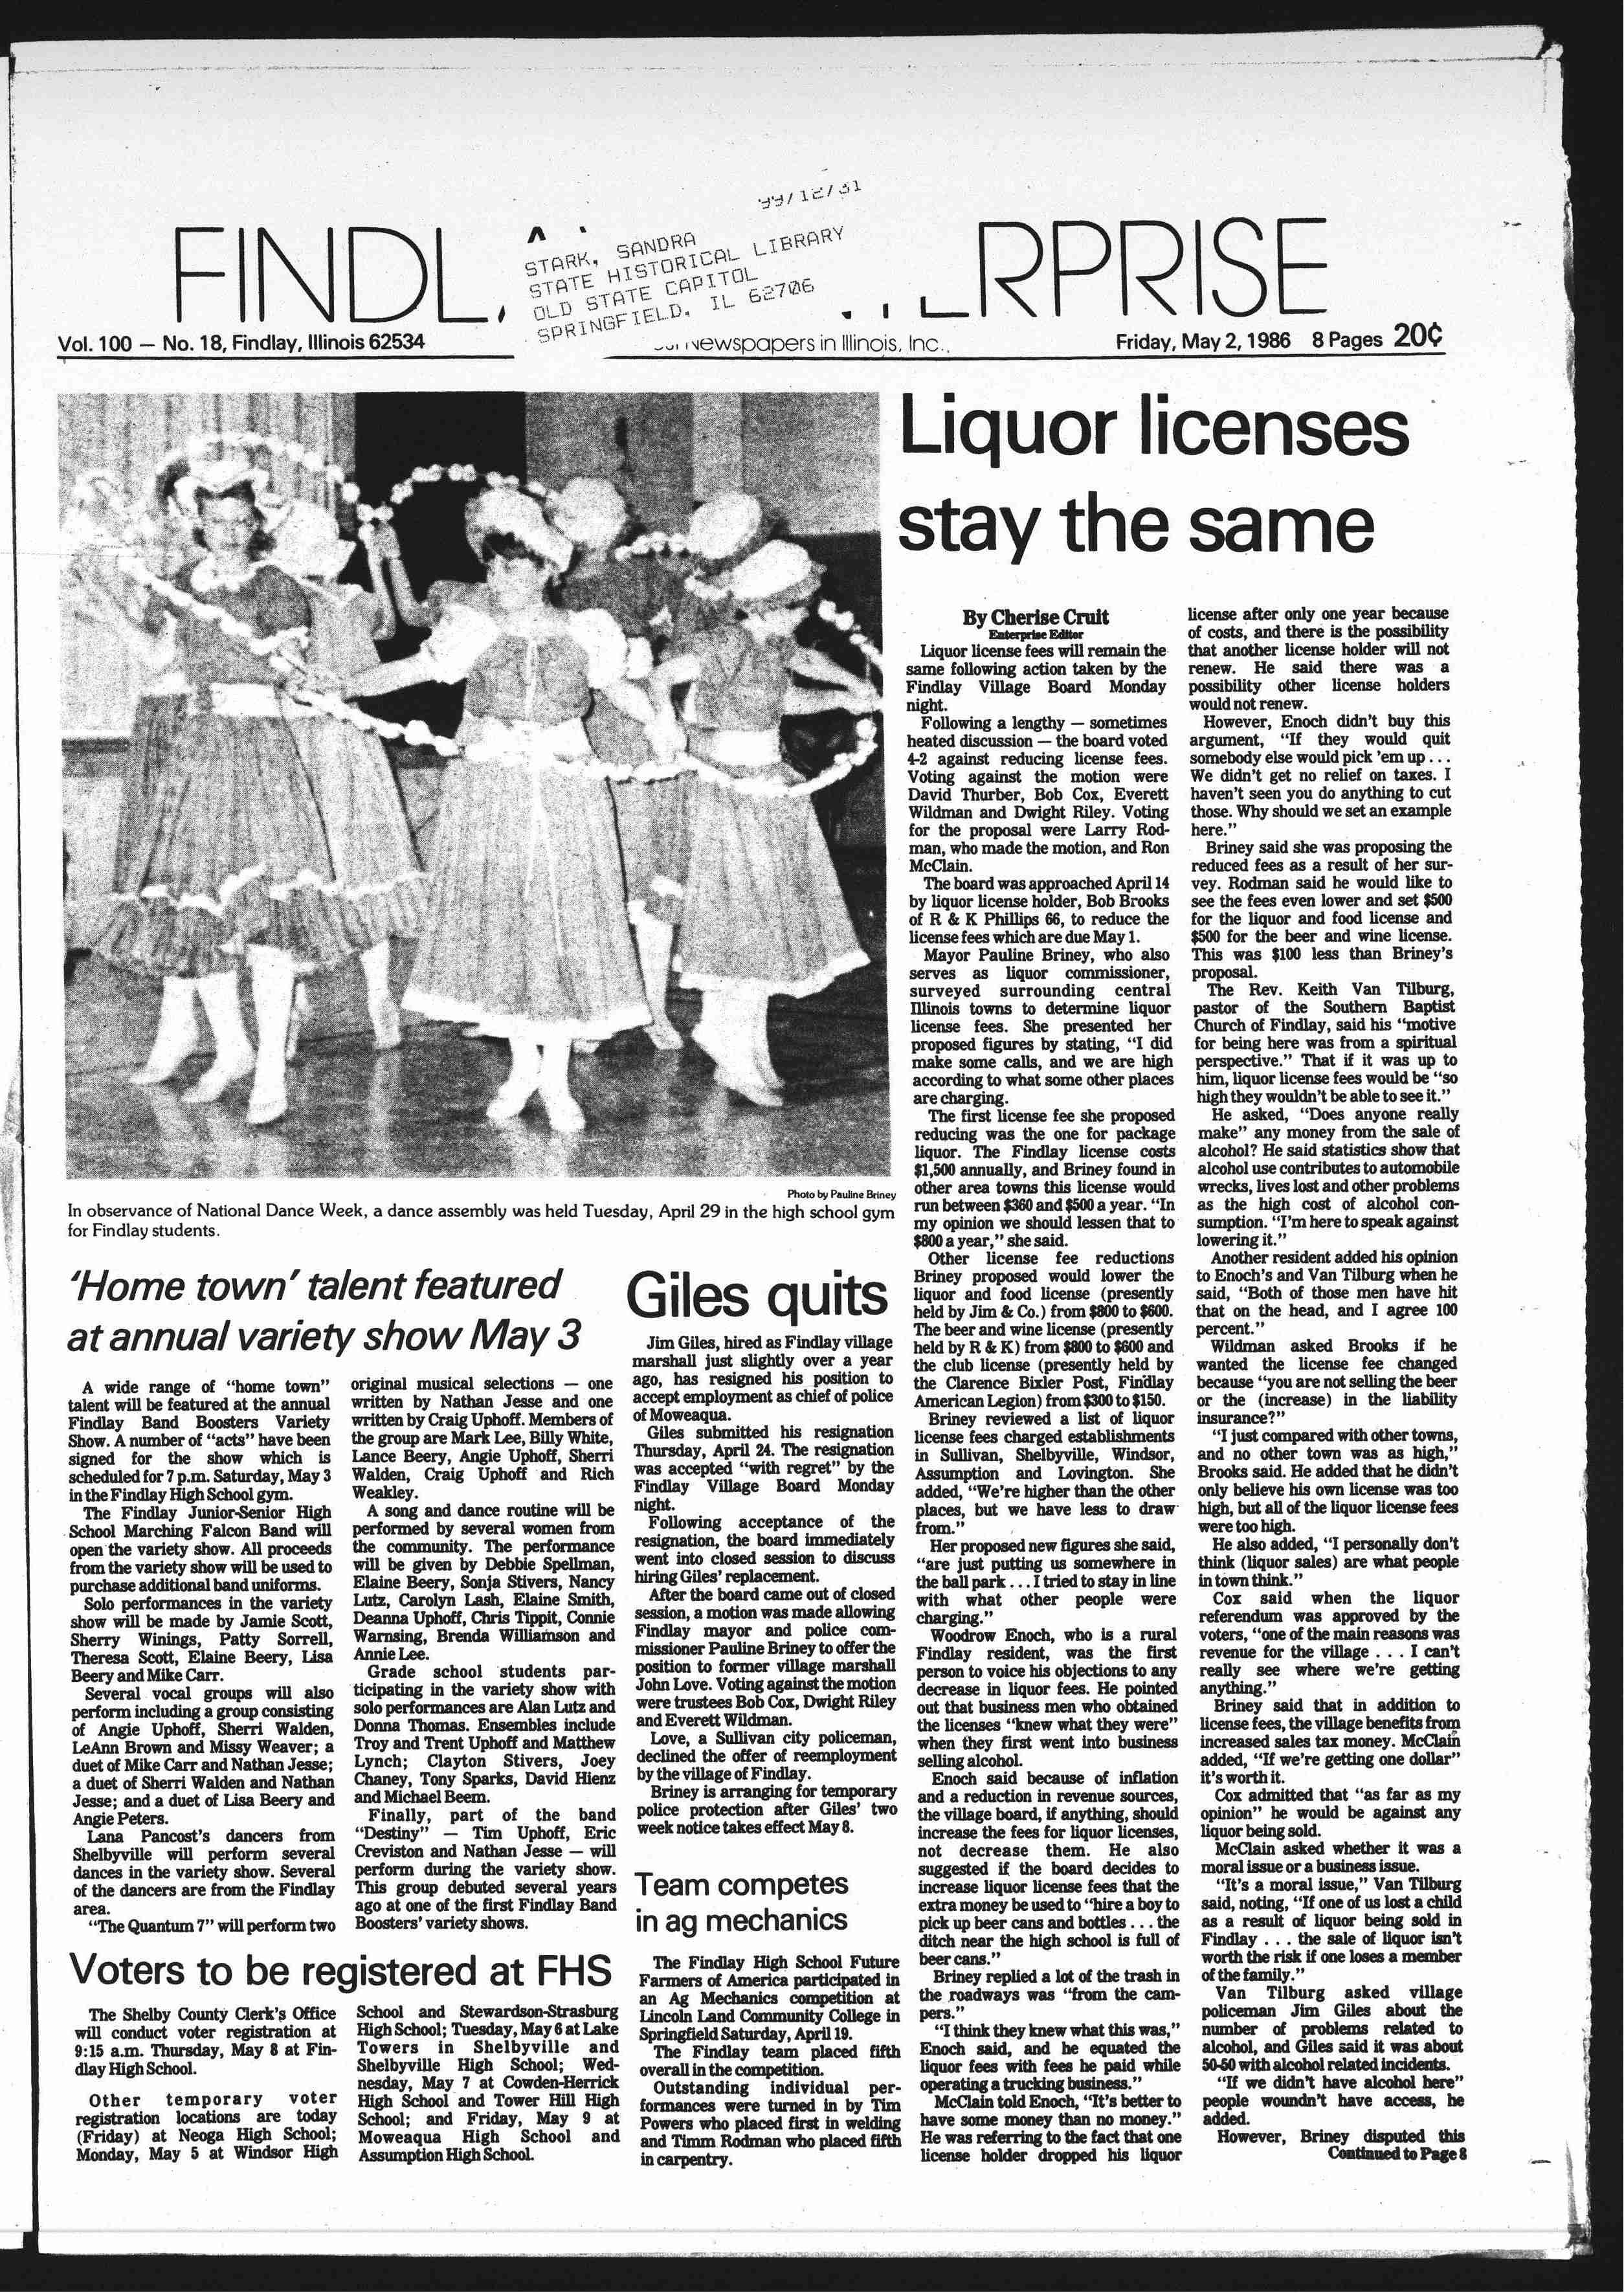 99/12/31
FINDL
RPRISE
STARK, SANDRA
STATE HISTORICAL LIBRARY
OLD STATE CAPITOL
SPRINGFIELD, IL 62706
Vol. 100 — No. 18, Findlay, Illinois 62534
Newspapers in Illinois, Inc.
Friday, May 2, 1986 8 Pages 20¢
Photo by Pauline Briney
In observance of National Dance Week, a dance assembly was held Tuesday, April 29 in the high school gym
for Findlay students.
Liquor licenses
stay the same
By Cherise Cruit
Enterprise Editor
Liquor license fees will remain the
same following action taken by the
Findlay Village Board Monday
night.
Following a lengthy — sometimes
heated discussion — the board voted
4-2 against reducing license fees.
Voting against the motion were
David Thurber, Bob Cox, Everett
Wildman and Dwight Riley. Voting
for the proposal were Larry Rod-
man, who made the motion, and Ron
McClain.
The board was approached April 14
by liquor license holder, Bob Brooks
of R & K Phillips 66, to reduce the
license fees which are due May 1.
Mayor Pauline Briney, who also
serves as liquor commissioner,
surveyed surrounding central
Illinois towns to determine liquor
license fees. She presented her
proposed figures by stating, "I did
make some calls, and we are high
according to what some other places
are charging.
The first license fee she proposed
reducing was the one for package
liquor. The Findlay license costs
$1,500 annually, and Briney found in
other area towns this license would
run between $360 and $500 a year. "In
my opinion we should lessen that to
$800 a year," she said.
Other license fee reductions
Briney proposed would lower the
liquor and food license (presently
held by Jim & Co.) from $800 to $600.
The beer and wine license (presently
held by R & K) from $800 to $600 and
the club license (presently held by
the Clarence Bixler Post, Findlay
American Legion) from $300 to $150.
Briney reviewed a list of liquor
license fees charged establishments
in Sullivan, Shelbyville, Windsor,
Assumption and Lovington. She
added, "We're higher than the other
places, but we have less to draw
from."
Her proposed new figures she said,
"are just putting us somewhere in
the ball park . . . I tried to stay in line
with what other people were
charging."
Woodrow Enoch, who is a rural
Findlay resident, was the first
person to voice his objections to any
decrease in liquor fees. He pointed
out that business men who obtained
the licenses "knew what they were"
when they first went into business
selling alcohol.
Enoch said because of inflation
and a reduction in revenue sources,
the village board, if anything, should
increase the fees for liquor licenses,
not decrease them. He also
suggested if the board decides to
increase liquor license fees that the
extra money be used to "hire a boy to
pick up beer cans and bottles . . . the
ditch near the high school is full of
beer cans."
Briney replied a lot of the trash in
the roadways was "from the cam-
pers."
"I think they knew what this was,"
Enoch said, and he equated the
liquor fees with fees he paid while
operating a trucking business."
McClain told Enoch, "It's better to
have some money than no money."
He was referring to the fact that one
license holder dropped his liquor
license after only one year because
of costs, and there is the possibility
that another license holder will not
renew. He said there was a
possibility other license holders
would not renew.
However, Enoch didn't buy this
argument, "If they would quit
somebody else would pick 'em up . . .
We didn't get no relief on taxes. I
haven't seen you do anything to cut
those. Why should we set an example
here."
Briney said she was proposing the
reduced fees as a result of her sur-
vey. Rodman said he would like to
see the fees even lower and set $500
for the liquor and food license and
$500 for the beer and wine license.
This was $100 less than Briney's
proposal.
The Rev. Keith Van Tilburg,
pastor of the Southern Baptist
Church of Findlay, said his "motive
for being here was from a spiritual
perspective." That if it was up to
him, liquor license fees would be "so
high they wouldn't be able to see it."
He asked, "Does anyone really
make" any money from the sale of
alcohol? He said statistics show that
alcohol use contributes to automobile
wrecks, lives lost and other problems
as the high cost of alcohol con-
sumption. "I'm here to speak against
lowering it."
Another resident added his opinion
to Enoch's and Van Tilburg when he
said, "Both of those men have hit
that on the head, and I agree 100
percent."
Wildman asked Brooks if he
wanted the license fee changed
because "you are not selling the beer
or the (increase) in the liability
insurance?"
"I just compared with other towns,
and no other town was as high,"
Brooks said. He added that he didn't
only believe his own license was too
high, but all of the liquor license fees
were too high.
He also added, "I personally don't
think (liquor sales) are what people
in town think."
Cox said when the liquor
referendum was approved by the
voters, "one of the main reasons was
revenue for the village . . . I can't
really see where we're getting
anything."
Briney said that in addition to
license fees, the village benefits from
increased sales tax money. McClain
added, "If we're getting one dollar"
it's worth it.
Cox admitted that "as far as my
opinion" he would be against any
liquor being sold.
McClain asked whether it was a
moral issue or a business issue.
"It's a moral issue," Van Tilburg
said, noting, "If one of us lost a child
as a result of liquor being sold in
Findlay . . . the sale of liquor isn't
worth the risk if one loses a member
of the family."
Van Tilburg asked village
policeman Jim Giles about the
number of problems related to
alcohol, and Giles said it was about
50-50 with alcohol related incidents.
"If we didn't have alcohol here"
people woundn't have access, he
added.
However, Briney disputed this
Continued to Page 8
'Home town' talent featured
at annual variety show May 3
A wide range of "home town"
talent will be featured at the annual
Findlay Band Boosters Variety
Show. A number of "acts" have been
signed for the show which is
scheduled for 7 p.m. Saturday, May 3
in the Findlay High School gym.
The Findlay Junior-Senior High
School Marching Falcon Band will
open the variety show. All proceeds
from the variety show will be used to
purchase additional band uniforms.
Solo performances in the variety
show will be made by Jamie Scott,
Sherry Winings, Patty Sorrell,
Theresa Scott, Elaine Beery, Lisa
Beery and Mike Carr.
Several vocal groups will also
perform including a group consisting
of Angie Uphoff, Sherri Walden,
LeAnn Brown and Missy Weaver; a
duet of Mike Carr and Nathan Jesse;
a duet of Sherri Walden and Nathan
Jesse; and a duet of Lisa Beery and
Angie Peters.
Lana Pancost's dancers from
Shelbyville will perform several
dances in the variety show. Several
of the dancers are from the Findlay
area.
"The Quantum 7" will perform two
original musical selections — one
written by Nathan Jesse and one
written by Craig Uphoff. Members of
the group are Mark Lee, Billy White,
Lance Beery, Angie Uphoff, Sherri
Walden, Craig Uphoff and Rich
Weakley.
A song and dance routine will be
performed by several women from
the community. The performance
will be given by Debbie Spellman,
Elaine Beery, Sonja Stivers, Nancy
Lutz, Carolyn Lash, Elaine Smith,
Deanna Uphoff, Chris Tippit, Connie
Warnsing, Brenda Williamson and
Annie Lee.
Grade school students par-
ticipating in the variety show with
solo performances are Alan Lutz and
Donna Thomas. Ensembles include
Troy and Trent Uphoff and Matthew
Lynch; Clayton Stivers, Joey
Chaney, Tony Sparks, David Hienz
and Michael Beem.
Finally, part of the band
"Destiny" — Tim Uphoff, Eric
Creviston and Nathan Jesse — will
perform during the variety show.
This group debuted several years
ago at one of the first Findlay Band
Boosters' variety shows.
Giles quits
Jim Giles, hired as Findlay village
marshall just slightly over a year
ago, has resigned his position to
accept employment as chief of police
of Moweaqua.
Giles submitted his resignation
Thursday, April 24. The resignation
was accepted "with regret" by the
Findlay Village Board Monday
night.
Following acceptance of the
resignation, the board immediately
went into closed session to discuss
hiring Giles' replacement.
After the board came out of closed
session, a motion was made allowing
Findlay mayor and police com-
missioner Pauline Briney to offer the
position to former village marshall
John Love. Voting against the motion
were trustees Bob Cox, Dwight Riley
and Everett Wildman.
Love, a Sullivan city policeman,
declined the offer of reemployment
by the village of Findlay.
Briney is arranging for temporary
police protection after Giles' two
week notice takes effect May 8.
Team competes
in ag mechanics
The Findlay High School Future
Farmers of America participated in
an Ag Mechanics competition at
Lincoln Land Community College in
Springfield Saturday, April 19.
The Findlay team placed fifth
overall in the competition.
Outstanding individual per-
formances were turned in by Tim
Powers who placed first in welding
and Timm Rodman who placed fifth
in carpentry.
Voters to be registered at FHS
The Shelby County Clerk's Office
will conduct voter registration at
9:15 a.m. Thursday, May 8 at Fin-
dlay High School.
Other temporary voter
registration locations are today
(Friday) at Neoga High School;
Monday, May 5 at Windsor High
School and Stewardson-Strasburg
High School; Tuesday, May 6 at Lake
Towers in Shelbyville and
Shelbyville High School; Wed-
nesday, May 7 at Cowden-Herrick
High School and Tower Hill High
School; and Friday, May 9 at
Moweaqua High School and
Assumption High School.